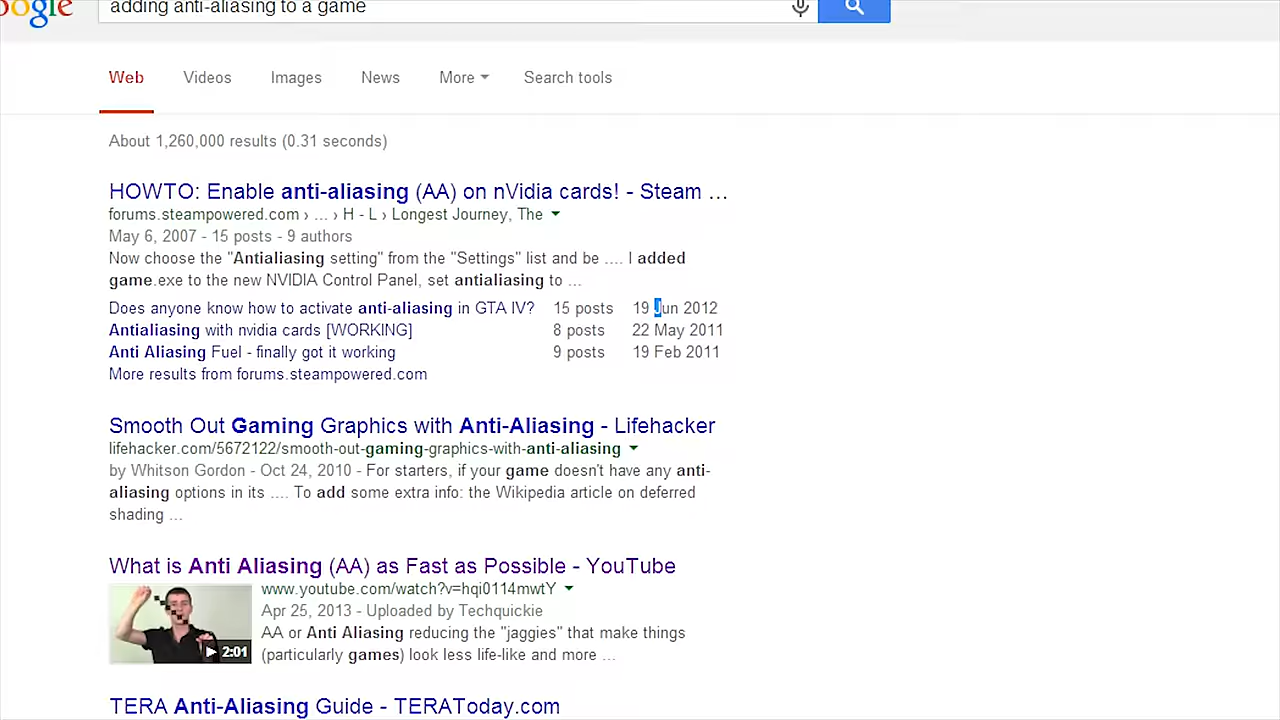 oogle adding anti-aliasing to a game
Web Videos Images News More Search tools
About 1,260,000 results (0.31 seconds)
HOWTO: Enable anti-aliasing (AA) on nVidia cards! - Steam ...
forums.steampowered.com › ... › H - L › Longest Journey, The
May 6, 2007 - 15 posts - 9 authors
Now choose the "Antialiasing setting" from the "Settings" list and be .... I added
game.exe to the new NVIDIA Control Panel, set antialiasing to ...
Does anyone know how to activate anti-aliasing in GTA IV? 15 posts 19 Jun 2012
Antialiasing with nvidia cards [WORKING] 8 posts 22 May 2011
Anti Aliasing Fuel - finally got it working 9 posts 19 Feb 2011
More results from forums.steampowered.com
Smooth Out Gaming Graphics with Anti-Aliasing - Lifehacker
lifehacker.com/5672122/smooth-out-gaming-graphics-with-anti-aliasing
by Whitson Gordon - Oct 24, 2010 - For starters, if your game doesn't have any anti-
aliasing options in its .... To add some extra info: the Wikipedia article on deferred
shading ...
What is Anti Aliasing (AA) as Fast as Possible - YouTube
www.youtube.com/watch?v=hqi0114mwtY
Apr 25, 2013 - Uploaded by Techquickie
AA or Anti Aliasing reducing the "jaggies" that make things
(particularly games) look less life-like and more ...
2:01
TERA Anti-Aliasing Guide - TERAToday.com